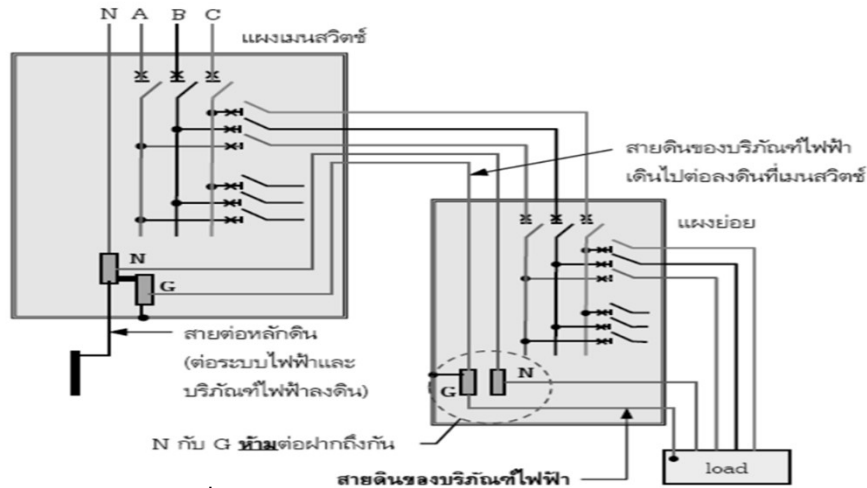 N A B C
แผงเมนสวิตช์
สายดินของบริภัณฑ์ไฟฟ้า
เดินไปต่อลงดินที่เมนสวิตช์
แผงย่อย
N
G
สายต่อหลักดิน
(ต่อระบบไฟฟ้าและ
บริภัณฑ์ไฟฟ้าลงดิน)
G
N
N กับ G ห้ามต่อฝากถึงกัน
สายดินของบริภัณฑ์ไฟฟ้า
load